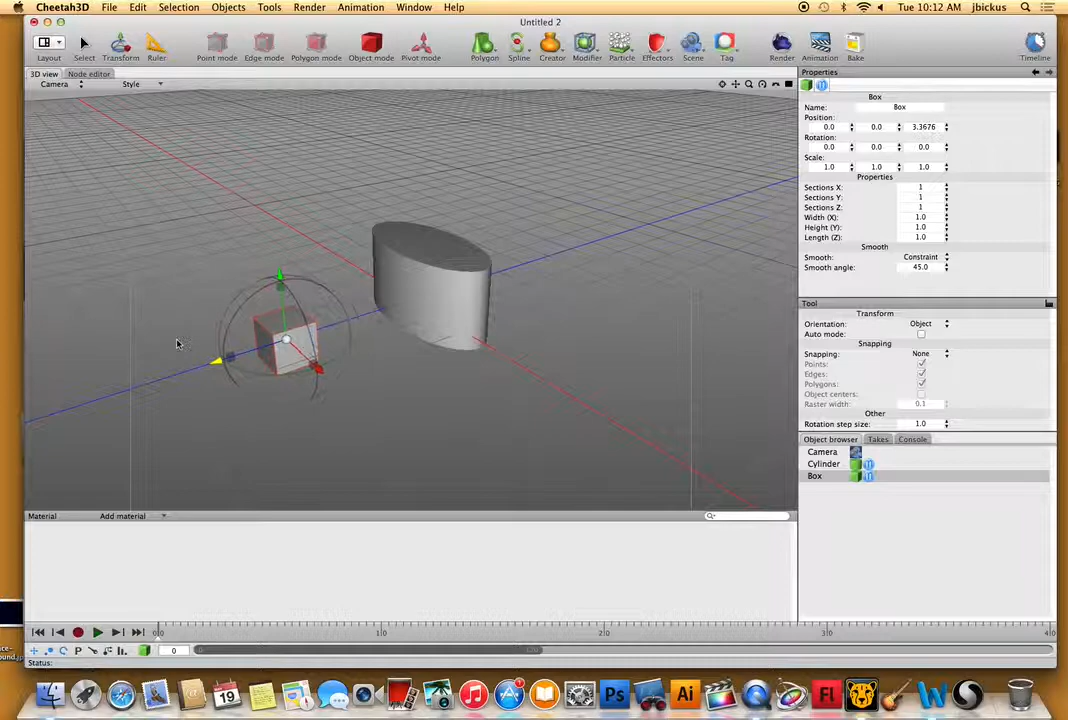 Cheetah3D File Edit Selection Objects Tools Render Animation Window Help Tue 10:12 AM jbickus
Untitled 2
Layout Select Transform Ruler Point mode Edge mode Polygon mode Object mode Pivot mode Polygon Spline Creator Modifier Particle Effectors Scene Tag Render Animation Bake Timeline
3D view Node editor
Camera Style
Properties
Box
Name: Box
Position:
0.0 0.0 3.3676
Rotation:
0.0 0.0 0.0
Scale:
1.0 1.0 1.0
Properties
Sections X: 1
Sections Y: 1
Sections Z: 1
Width (X): 1.0
Height (Y): 1.0
Length (Z): 1.0
Smooth
Smooth: Constraint
Smooth angle: 45.0
Tool
Transform
Orientation: Object
Auto mode:
Snapping
Snapping: None
Points:
Edges:
Polygons:
Object centers:
Raster width: 0.1
Other
Rotation step size: 1.0
Object browser Takes Console
Camera
Cylinder
Box
Material Add material
P 0
Status:
19
Ps Ai Fl W